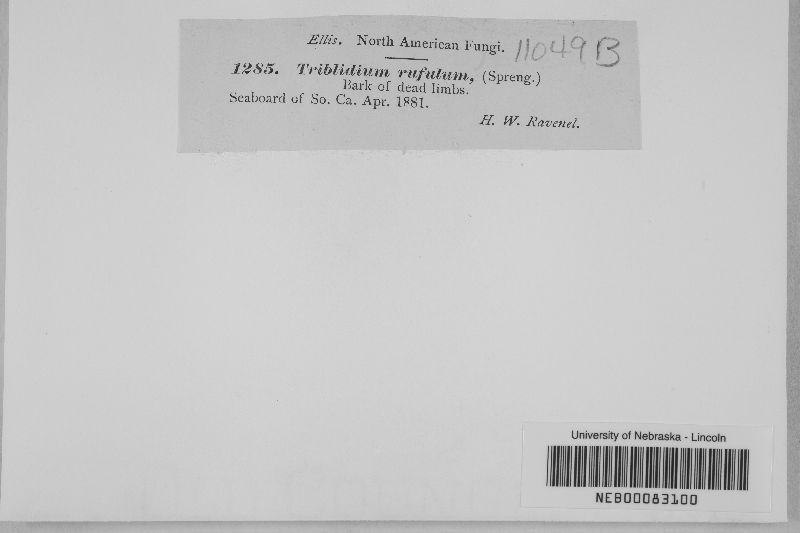 Ellis. North American Fungi. 11049B
1285. Triblidium rufulum, (Spreng.)
Bark of dead limbs.
Seaboard of So. Ca. Apr. 1881.
H. W. Ravenel.
University of Nebraska - Lincoln
NEB00083100